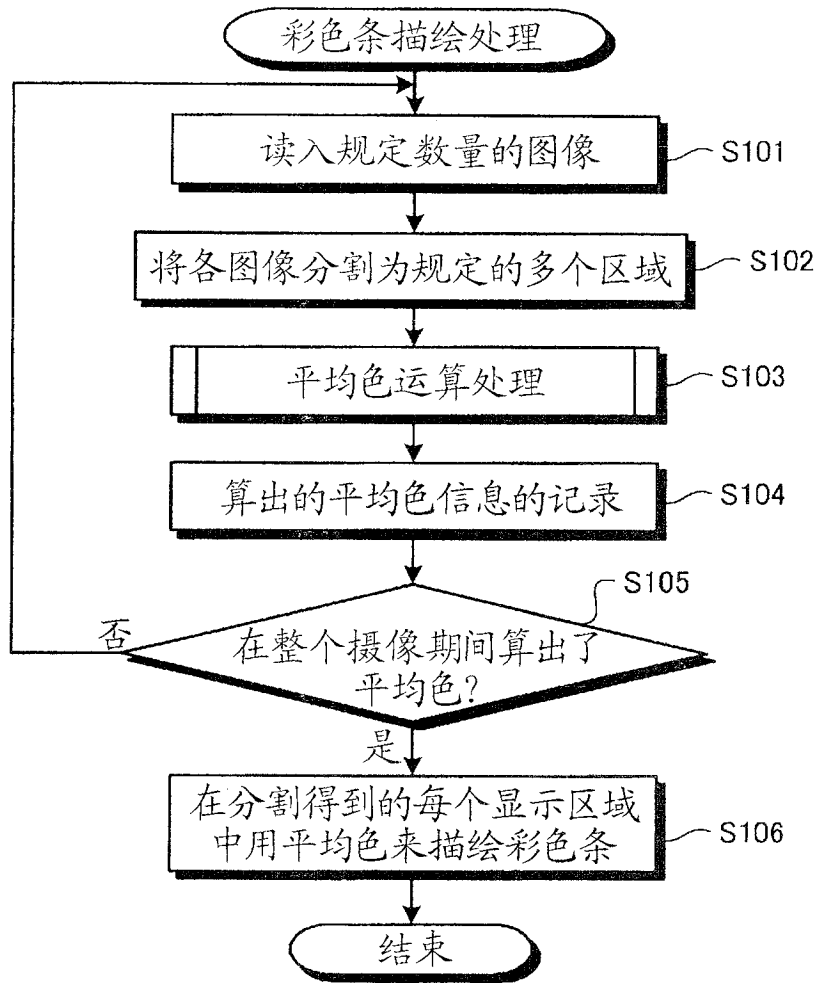 彩色条描绘处理
读入规定数量的图像
S101
将各图像分割为规定的多个区域
S102
平均色运算处理
S103
算出的平均色信息的记录
S104
S105
否
在整个摄像期间算出了
平均色?
是
在分割得到的每个显示区域
中用平均色来描绘彩色条
S106
结束